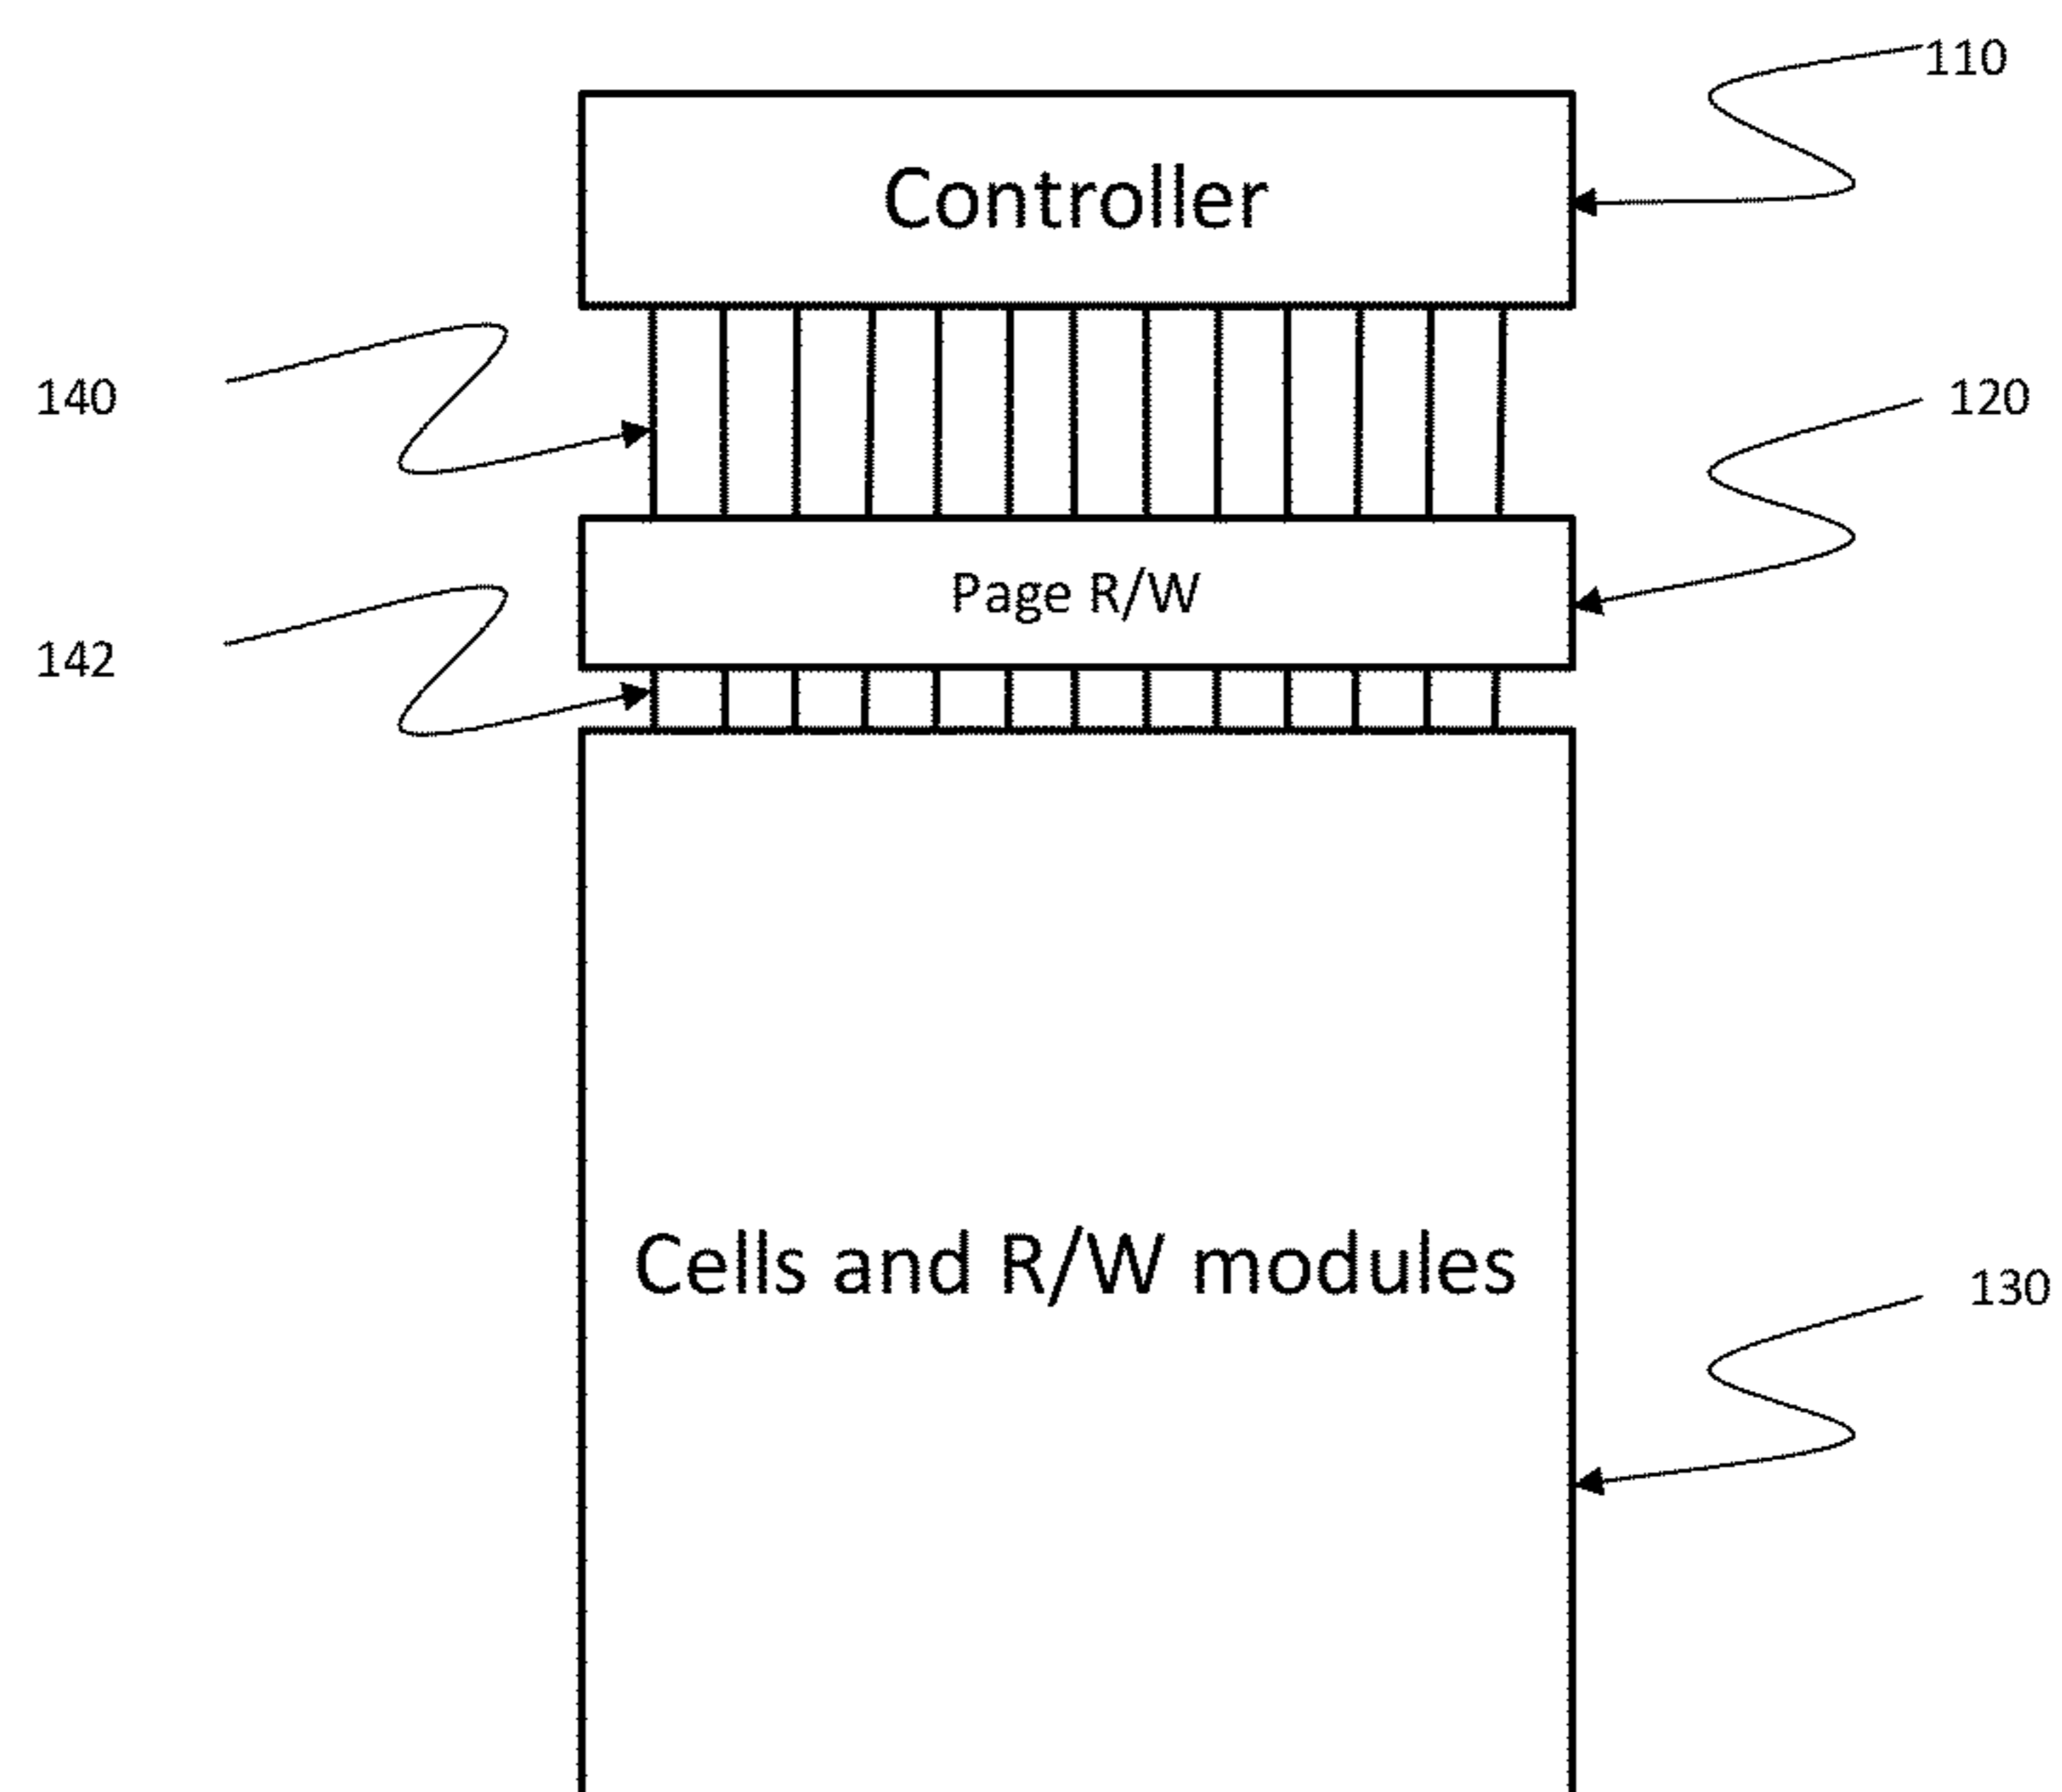 110
Controller
140
120
Page R/W
142
Cells and R/W modules
130